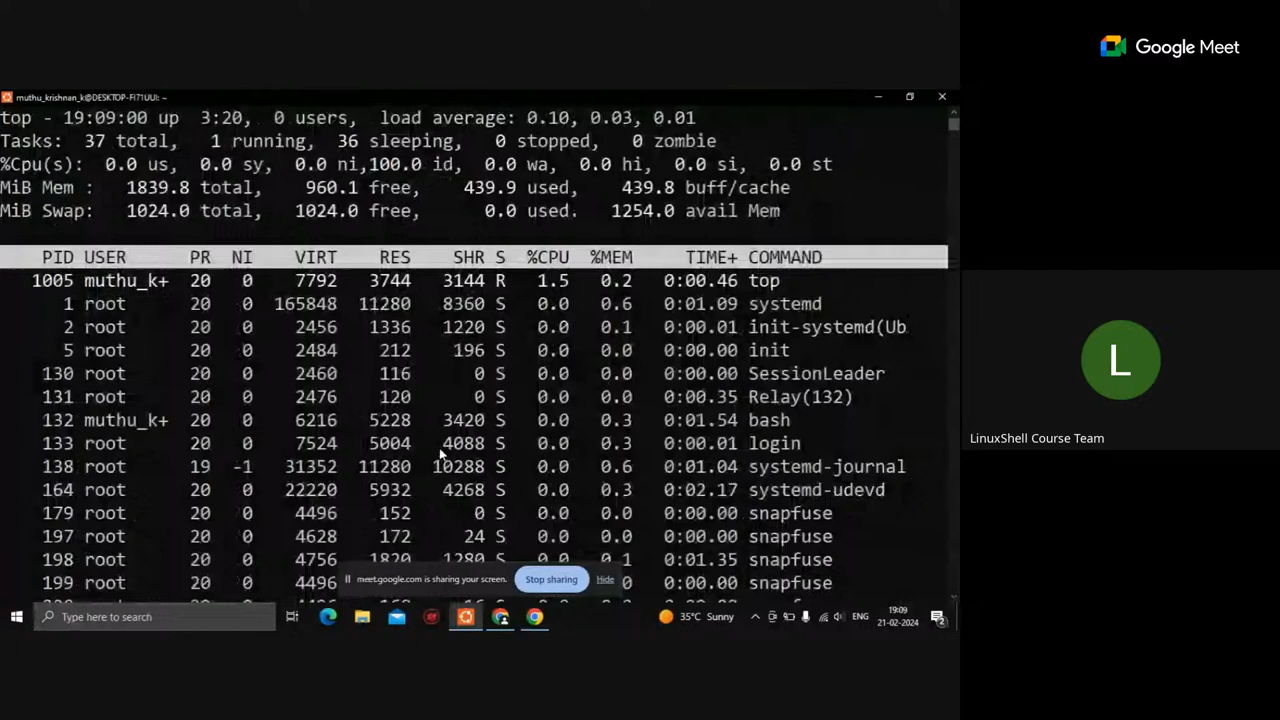 Google Meet
muthu_krishnan_k@DESKTOP-FI71UUI: ~
top - 19:09:00 up  3:20,  0 users,  load average: 0.10, 0.03, 0.01
Tasks:  37 total,   1 running,  36 sleeping,   0 stopped,   0 zombie
%Cpu(s):  0.0 us,  0.0 sy,  0.0 ni,100.0 id,  0.0 wa,  0.0 hi,  0.0 si,  0.0 st
MiB Mem :   1839.8 total,    960.1 free,    439.9 used,    439.8 buff/cache
MiB Swap:   1024.0 total,   1024.0 free,      0.0 used.   1254.0 avail Mem
PID USER PR NI VIRT RES SHR S %CPU %MEM TIME+ COMMAND
1005 muthu_k+ 20 0 7792 3744 3144 R 1.5 0.2 0:00.46 top
1 root 20 0 165848 11280 8360 S 0.0 0.6 0:01.09 systemd
2 root 20 0 2456 1336 1220 S 0.0 0.1 0:00.01 init-systemd(Ub
5 root 20 0 2484 212 196 S 0.0 0.0 0:00.00 init
130 root 20 0 2460 116 0 S 0.0 0.0 0:00.00 SessionLeader
131 root 20 0 2476 120 0 S 0.0 0.0 0:00.35 Relay(132)
132 muthu_k+ 20 0 6216 5228 3420 S 0.0 0.3 0:01.54 bash
133 root 20 0 7524 5004 4088 S 0.0 0.3 0:00.01 login
138 root 19 -1 31352 11280 10288 S 0.0 0.6 0:01.04 systemd-journal
164 root 20 0 22220 5932 4268 S 0.0 0.3 0:02.17 systemd-udevd
179 root 20 0 4496 152 0 S 0.0 0.0 0:00.00 snapfuse
197 root 20 0 4628 172 24 S 0.0 0.0 0:00.00 snapfuse
198 root 20 0 4756 1820 1280 S 0.0 0.1 0:01.35 snapfuse
199 root 20 0 4496 0:00.00 snapfuse
meet.google.com is sharing your screen. Stop sharing Hide
Type here to search
35°C Sunny
ENG
19:09
21-02-2024
2
L
LinuxShell Course Team